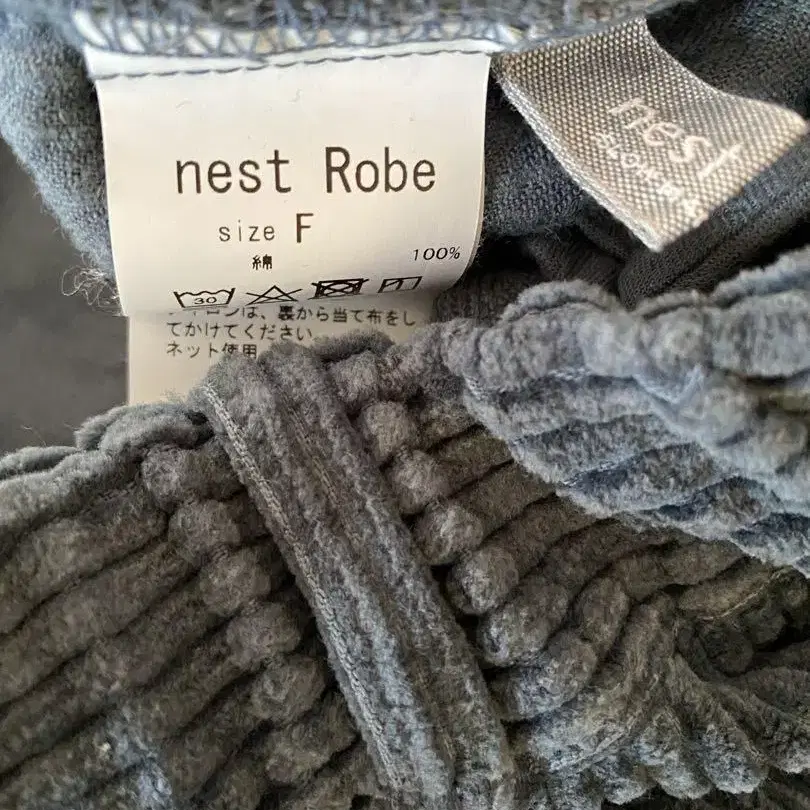 nest Robe
size F
綿 100%
30
アイロンは、裏から当て布をし
てかけてください
ネット使用
nest
CLOTHING